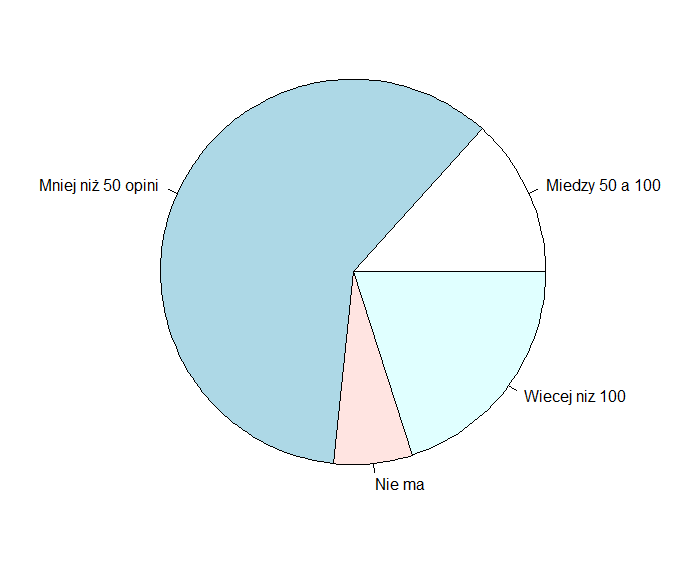 Mniej niż 50 opini
Miedzy 50 a 100
Wiecej niz 100
Nie ma